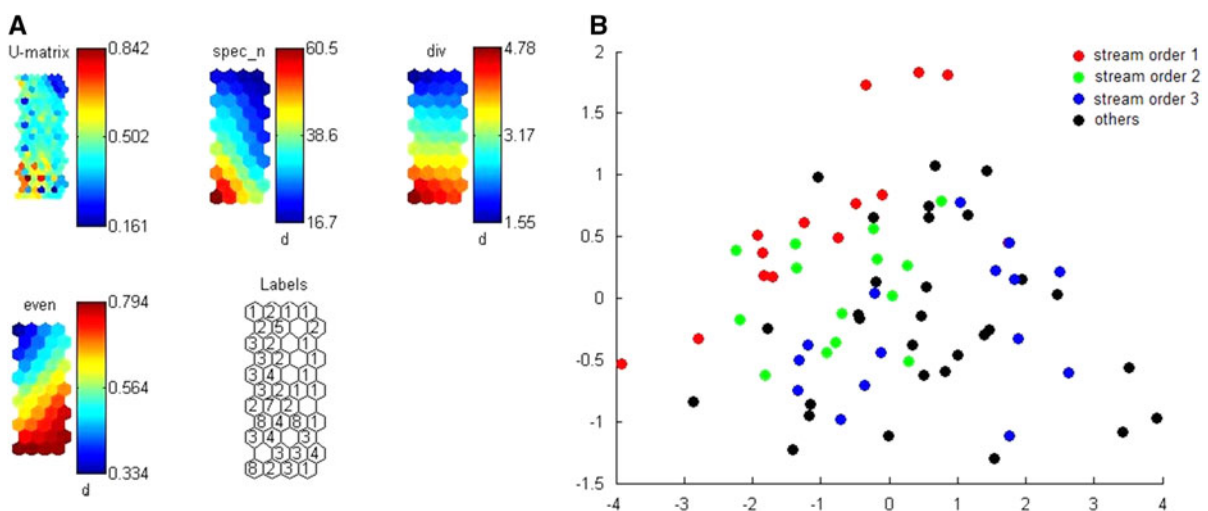 A
U-matrix
0.842
0.502
0.161
spec_n
60.5
38.6
16.7
d
div
4.78
3.17
1.55
d
even
0.794
0.564
0.334
d
Labels
1 2 1 1
2 5 2
3 2 1
3 2 1
3 4 1
3 2 1 1
2 7 2
8 4 8 1
3 4 3
3 3 4
8 2 3 1
B
2
1.5
1
0.5
0
-0.5
-1
-1.5
-4 -3 -2 -1 0 1 2 3 4
stream order 1
stream order 2
stream order 3
others